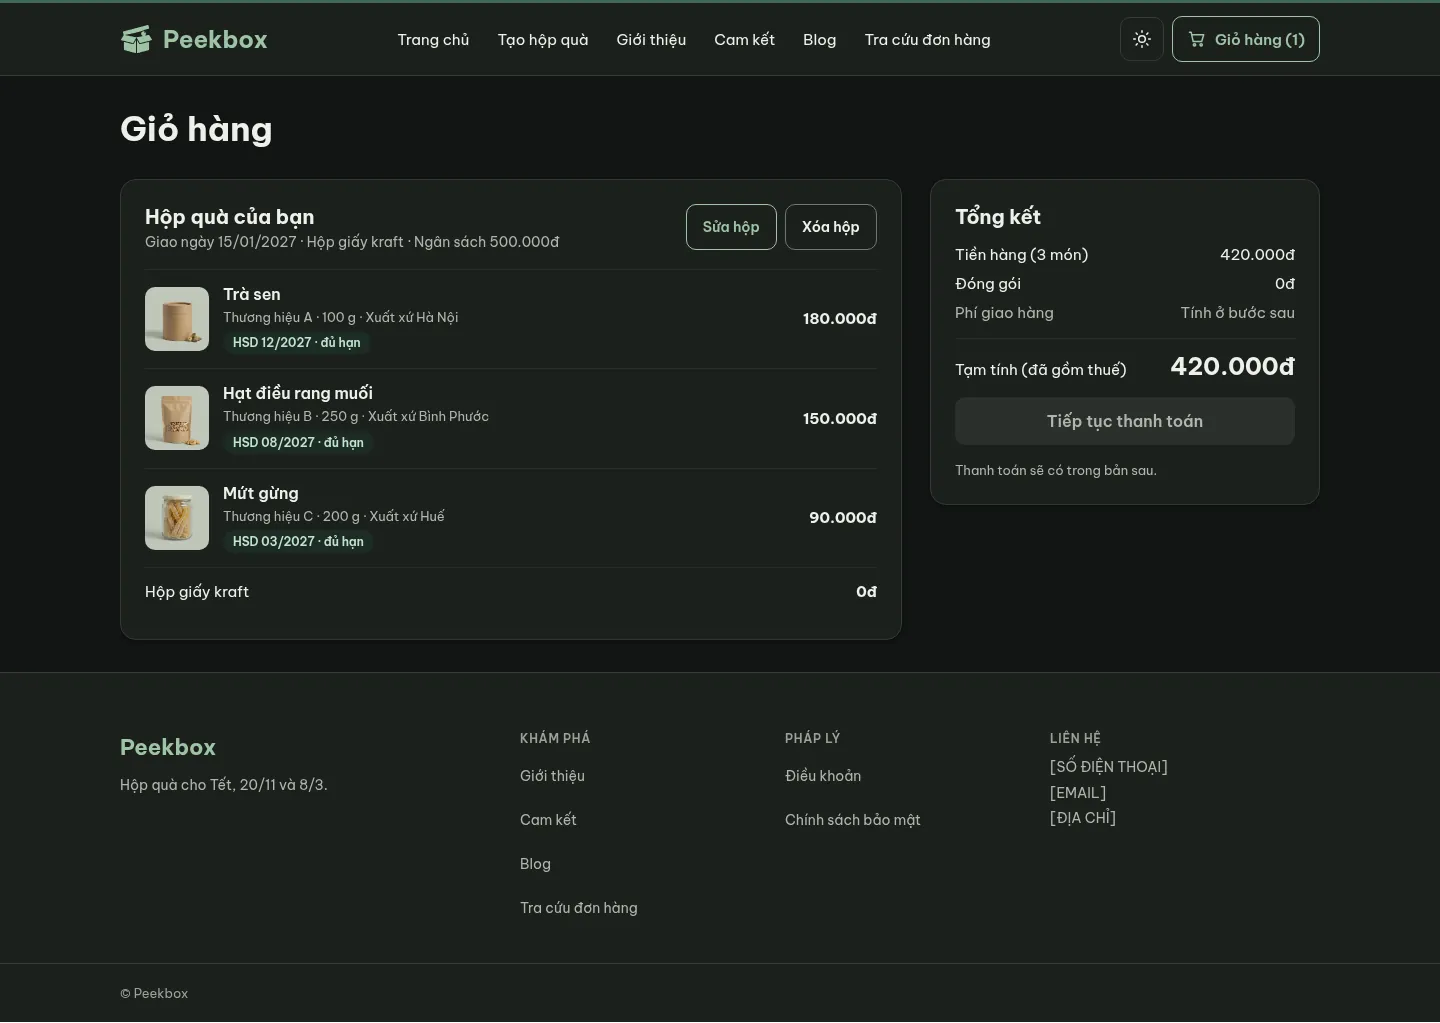 Peekbox
Trang chủ
Tạo hộp quà
Giới thiệu
Cam kết
Blog
Tra cứu đơn hàng
Giỏ hàng (1)
Giỏ hàng
Hộp quà của bạn
Giao ngày 15/01/2027 · Hộp giấy kraft · Ngân sách 500.000đ
Sửa hộp
Xóa hộp
Trà sen
Thương hiệu A · 100 g · Xuất xứ Hà Nội
HSD 12/2027 · đủ hạn
180.000đ
Hạt điều rang muối
Thương hiệu B · 250 g · Xuất xứ Bình Phước
HSD 08/2027 · đủ hạn
150.000đ
Mứt gừng
Thương hiệu C · 200 g · Xuất xứ Huế
HSD 03/2027 · đủ hạn
90.000đ
Hộp giấy kraft
0đ
Tổng kết
Tiền hàng (3 món) 420.000đ
Đóng gói 0đ
Phí giao hàng Tính ở bước sau
Tạm tính (đã gồm thuế) 420.000đ
Tiếp tục thanh toán
Thanh toán sẽ có trong bản sau.
Peekbox
Hộp quà cho Tết, 20/11 và 8/3.
KHÁM PHÁ
Giới thiệu
Cam kết
Blog
Tra cứu đơn hàng
PHÁP LÝ
Điều khoản
Chính sách bảo mật
LIÊN HỆ
[SỐ ĐIỆN THOẠI]
[EMAIL]
[ĐỊA CHỈ]
© Peekbox